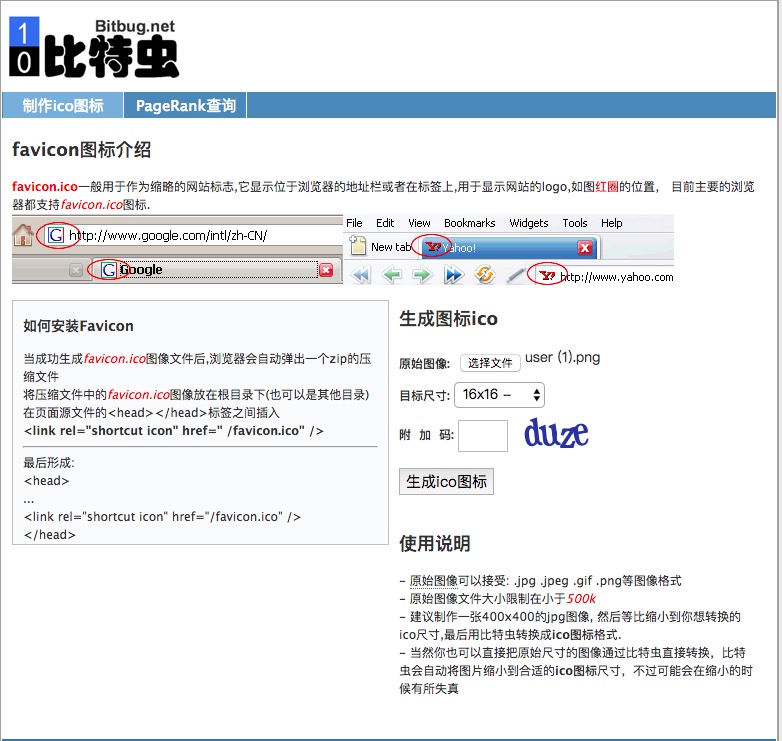 1
0
Bitbug.net
比特虫
制作ico图标 PageRank查询
favicon图标介绍
favicon.ico一般用于作为缩略的网站标志,它显示位于浏览器的地址栏或者在标签上,用于显示网站的logo,如图红圈的位置， 目前主要的浏览
器都支持favicon.ico图标.
G http://www.google.com/intl/zh-CN/
G Google
File Edit View Bookmarks Widgets Tools Help
New tab Y! Yahoo!
Y! http://www.yahoo.com
如何安装Favicon
当成功生成favicon.ico图像文件后,浏览器会自动弹出一个zip的压
缩文件
将压缩文件中的favicon.ico图像放在根目录下(也可以是其他目录)
在页面源文件的<head></head>标签之间插入
<link rel="shortcut icon" href=" /favicon.ico" />
最后形成:
<head>
...
<link rel="shortcut icon" href="/favicon.ico" />
</head>
生成图标ico
原始图像: 选择文件 user (1).png
目标尺寸: 16x16 –
附 加 码: duze
生成ico图标
使用说明
– 原始图像可以接受: .jpg .jpeg .gif .png等图像格式
– 原始图像文件大小限制在小于500k
– 建议制作一张400x400的jpg图像, 然后等比缩小到你想转换的
ico尺寸,最后用比特虫转换成ico图标格式.
– 当然你也可以直接把原始尺寸的图像通过比特虫直接转换，比特
虫会自动将图片缩小到合适的ico图标尺寸，不过可能会在缩小的时
候有所失真